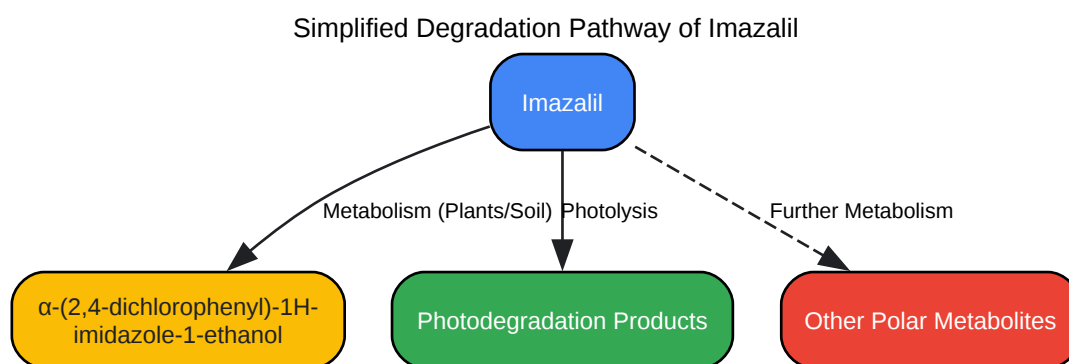 Simplified Degradation Pathway of Imazalil
Imazalil
Metabolism (Plants/Soil)
Photolysis
Further Metabolism
α-(2,4-dichlorophenyl)-1H-
imidazole-1-ethanol
Photodegradation Products
Other Polar Metabolites